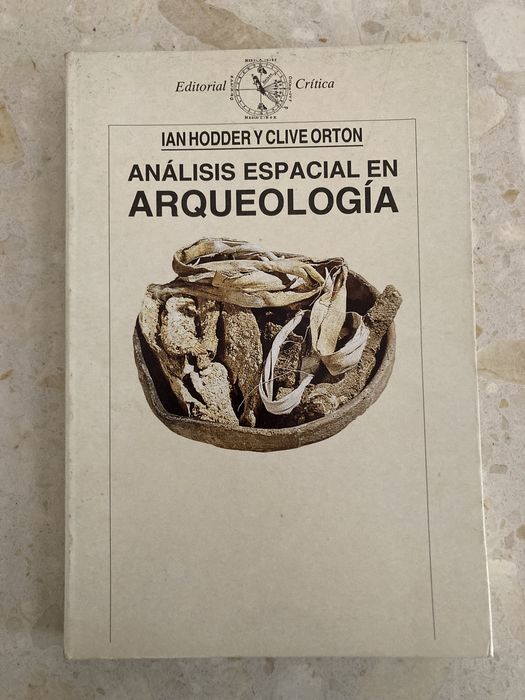 Editorial Crítica
IAN HODDER Y CLIVE ORTON
ANÁLISIS ESPACIAL EN
ARQUEOLOGÍA